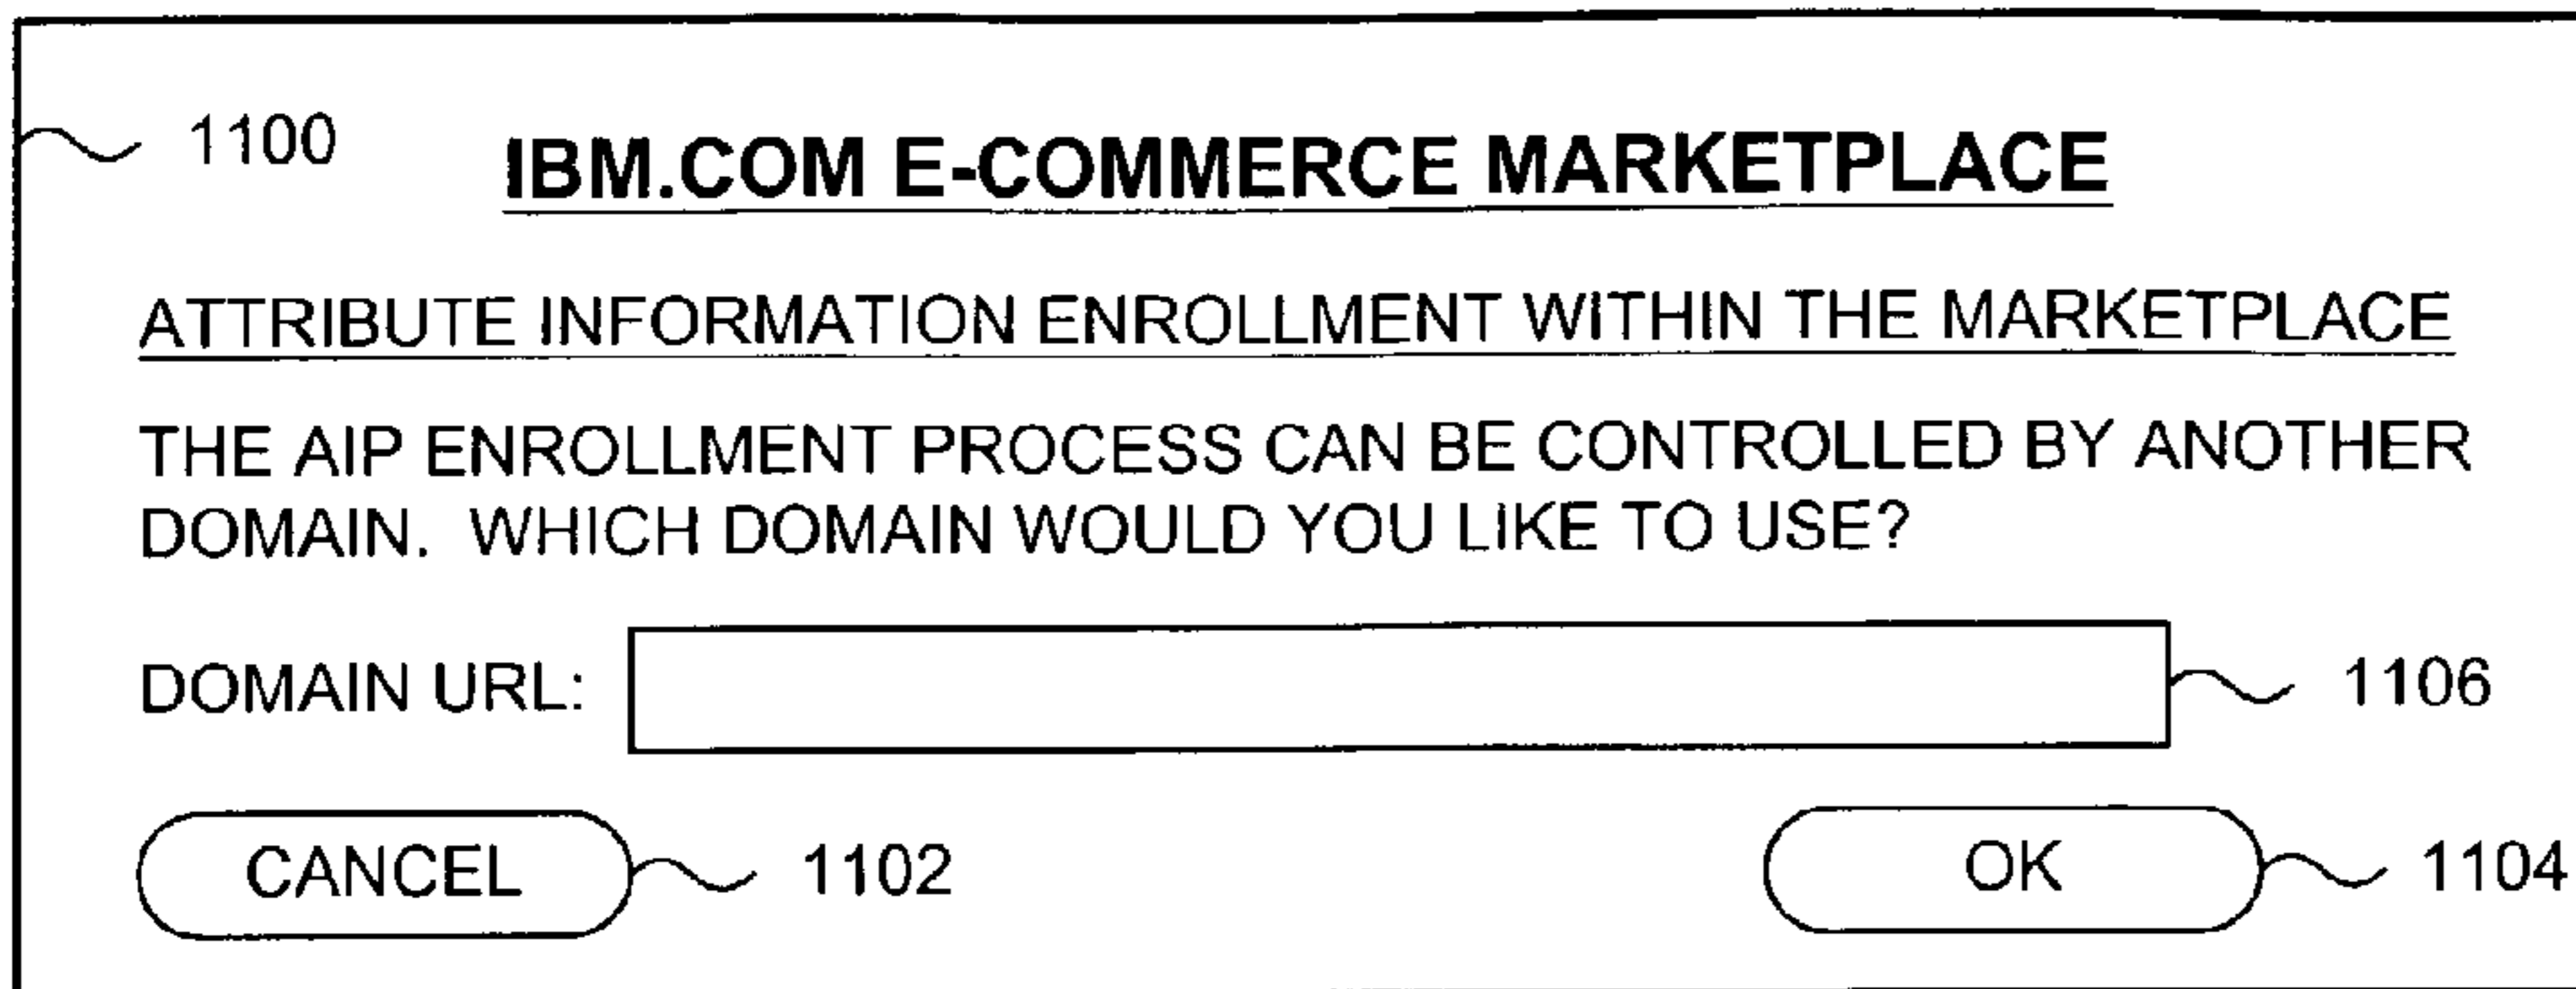 1100
IBM.COM E-COMMERCE MARKETPLACE
ATTRIBUTE INFORMATION ENROLLMENT WITHIN THE MARKETPLACE
THE AIP ENROLLMENT PROCESS CAN BE CONTROLLED BY ANOTHER
DOMAIN. WHICH DOMAIN WOULD YOU LIKE TO USE?
DOMAIN URL: 1106
CANCEL 1102 OK 1104